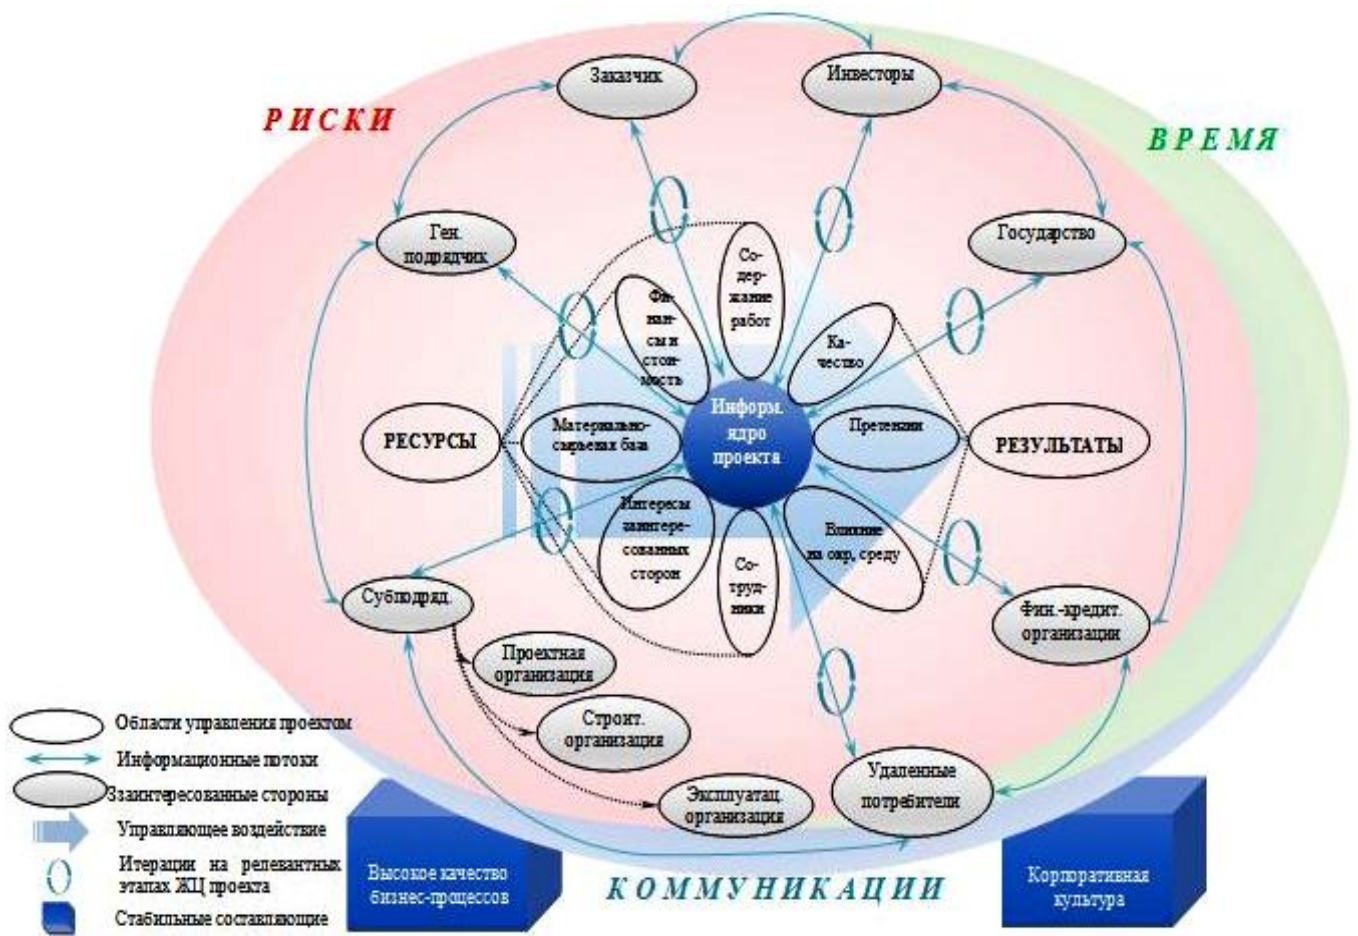 Заказчик
Инвесторы
РИСКИ
ВРЕМЯ
Ген.
подрядчик
Государство
Со-
дер-
жание
работ
Фи-
нан-
сы и
стои-
мость
Ка-
чество
РЕСУРСЫ
Материально-
сырьевая база
Информ.
ядро
проекта
Претензии
РЕЗУЛЬТАТЫ
Интересы
заинтере-
сованных
сторон
Со-
труд-
ники
Влияние
на окр, среду
Субподряд.
Фин.-кредит.
организации
Проектная
организация
Строит.
организация
Эксплуатац.
организация
Удаленные
потребители
Области управления проектом
Информационные потоки
Ззаинтересованные стороны
Управляющее воздействие
Итерации на релевантных
этапах ЖЦ проекта
Стабильные составляющие
Высокое качество
бизнес-процессов
КОММУНИКАЦИИ
Корпоративная
культура